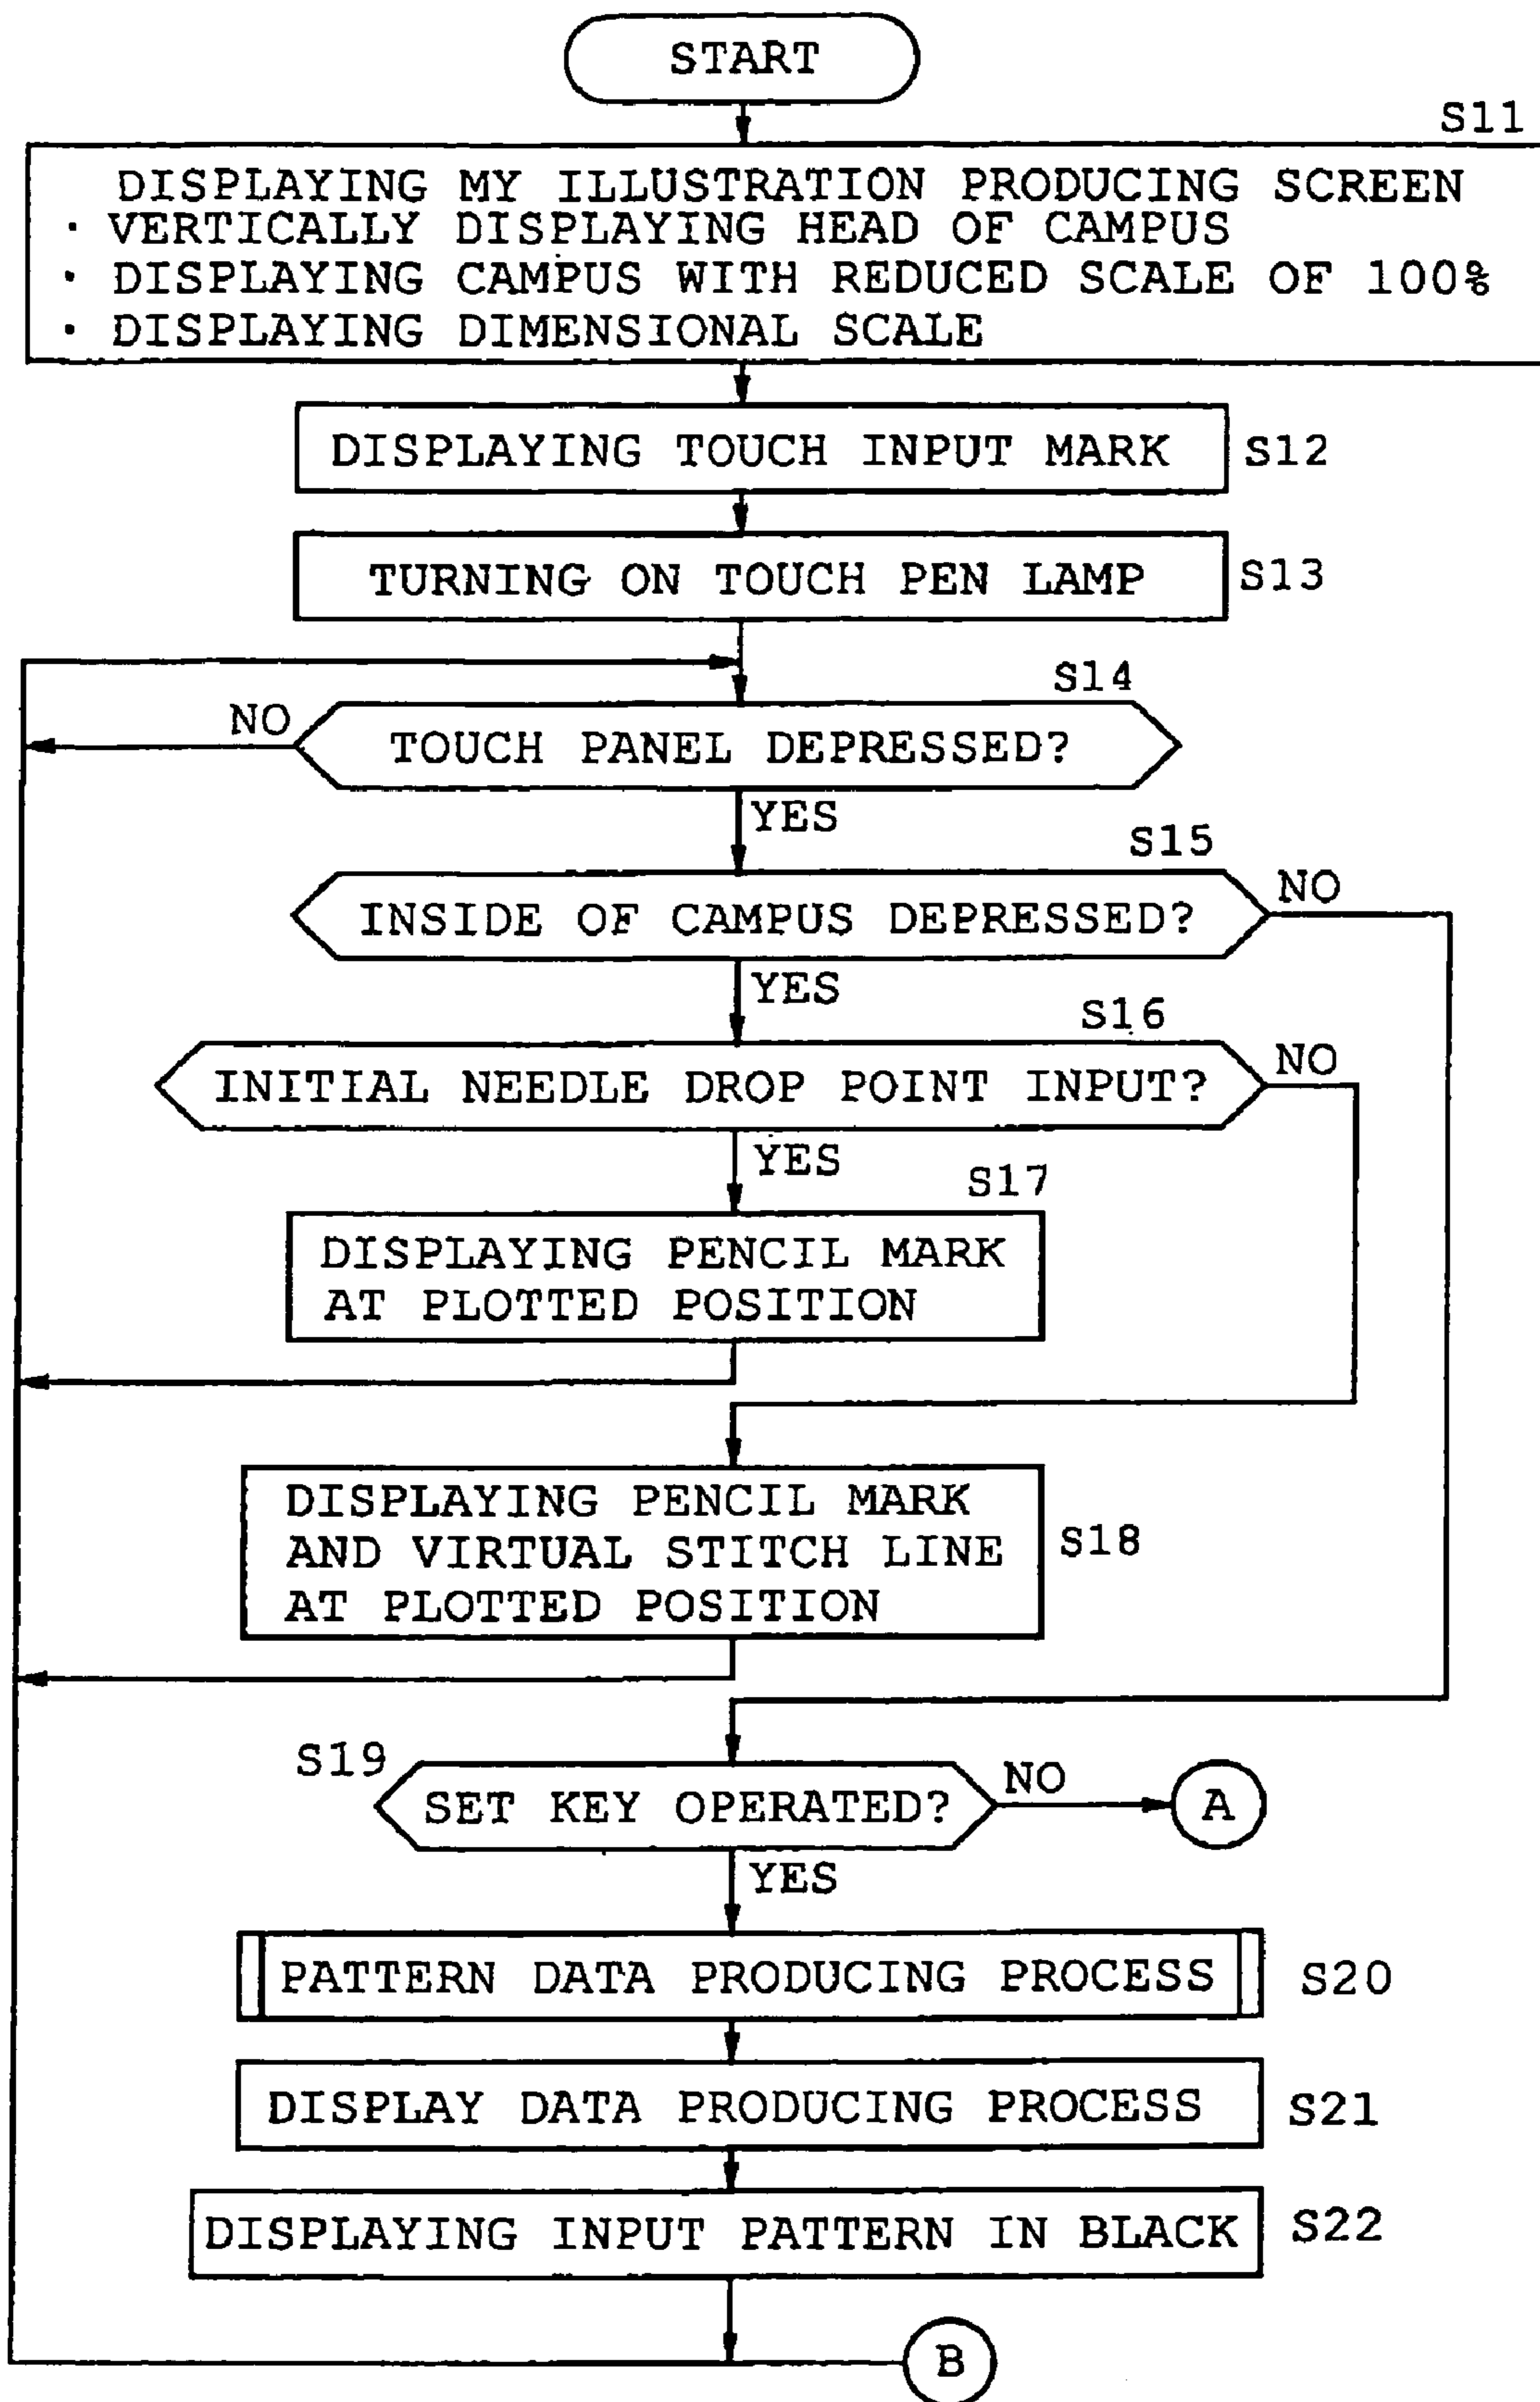 START
S11
DISPLAYING MY ILLUSTRATION PRODUCING SCREEN
· VERTICALLY DISPLAYING HEAD OF CAMPUS
· DISPLAYING CAMPUS WITH REDUCED SCALE OF 100%
· DISPLAYING DIMENSIONAL SCALE
DISPLAYING TOUCH INPUT MARK S12
TURNING ON TOUCH PEN LAMP S13
S14
NO
TOUCH PANEL DEPRESSED?
YES
S15
NO
INSIDE OF CAMPUS DEPRESSED?
YES
S16
NO
INITIAL NEEDLE DROP POINT INPUT?
YES
S17
DISPLAYING PENCIL MARK
AT PLOTTED POSITION
DISPLAYING PENCIL MARK
AND VIRTUAL STITCH LINE S18
AT PLOTTED POSITION
S19
SET KEY OPERATED? NO A
YES
PATTERN DATA PRODUCING PROCESS S20
DISPLAY DATA PRODUCING PROCESS S21
DISPLAYING INPUT PATTERN IN BLACK S22
B